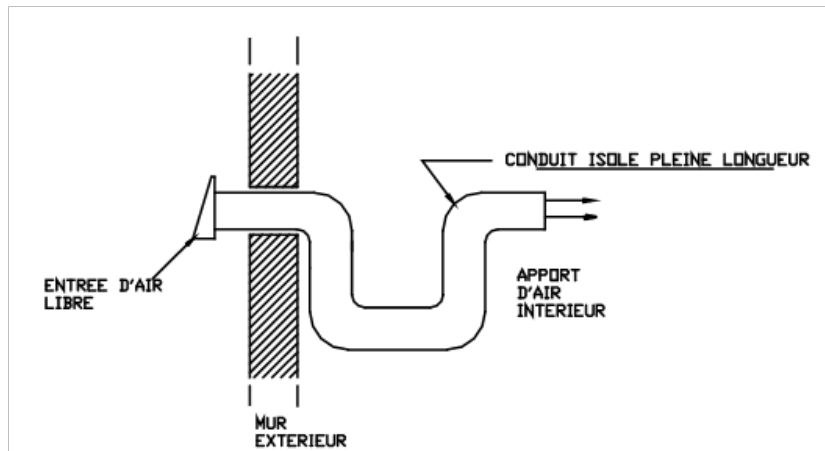 CONDUIT ISOLE PLEINE LONGUEUR
ENTREE D'AIR
LIBRE
APPORT
D'AIR
INTERIEUR
MUR
EXTERIEUR